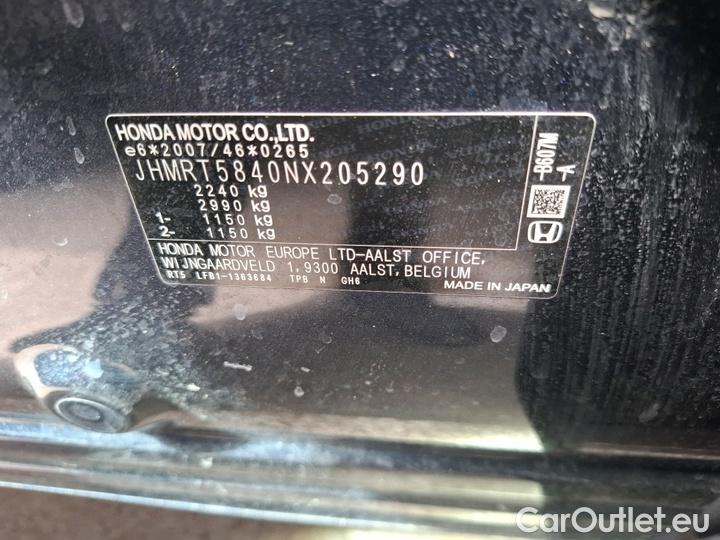 HONDA MOTOR CO.,LTD.
e6*2007/46*0265
JHMRT5840NX205290
2240 kg
2990 kg
1- 1150 kg
2- 1150 kg
HONDA MOTOR EUROPE LTD-AALST OFFICE,
WIJNGAARDVELD 1,9300 AALST,BELGIUM
RT5 LFB1-1363684 TPB N GH6
MADE IN JAPAN
-B607M
-A
CarOutlet.eu